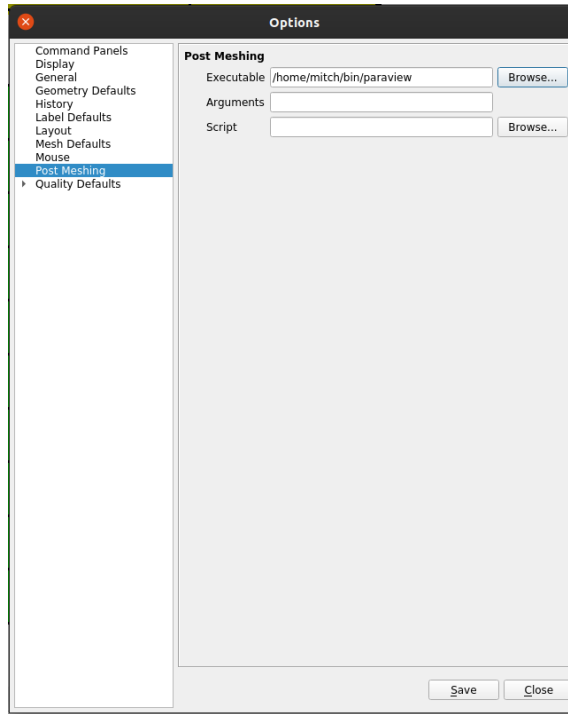 Options
Command Panels
Display
General
Geometry Defaults
History
Label Defaults
Layout
Mesh Defaults
Mouse
Post Meshing
Quality Defaults
Post Meshing
Executable /home/mitch/bin/paraview Browse...
Arguments
Script Browse...
Save Close